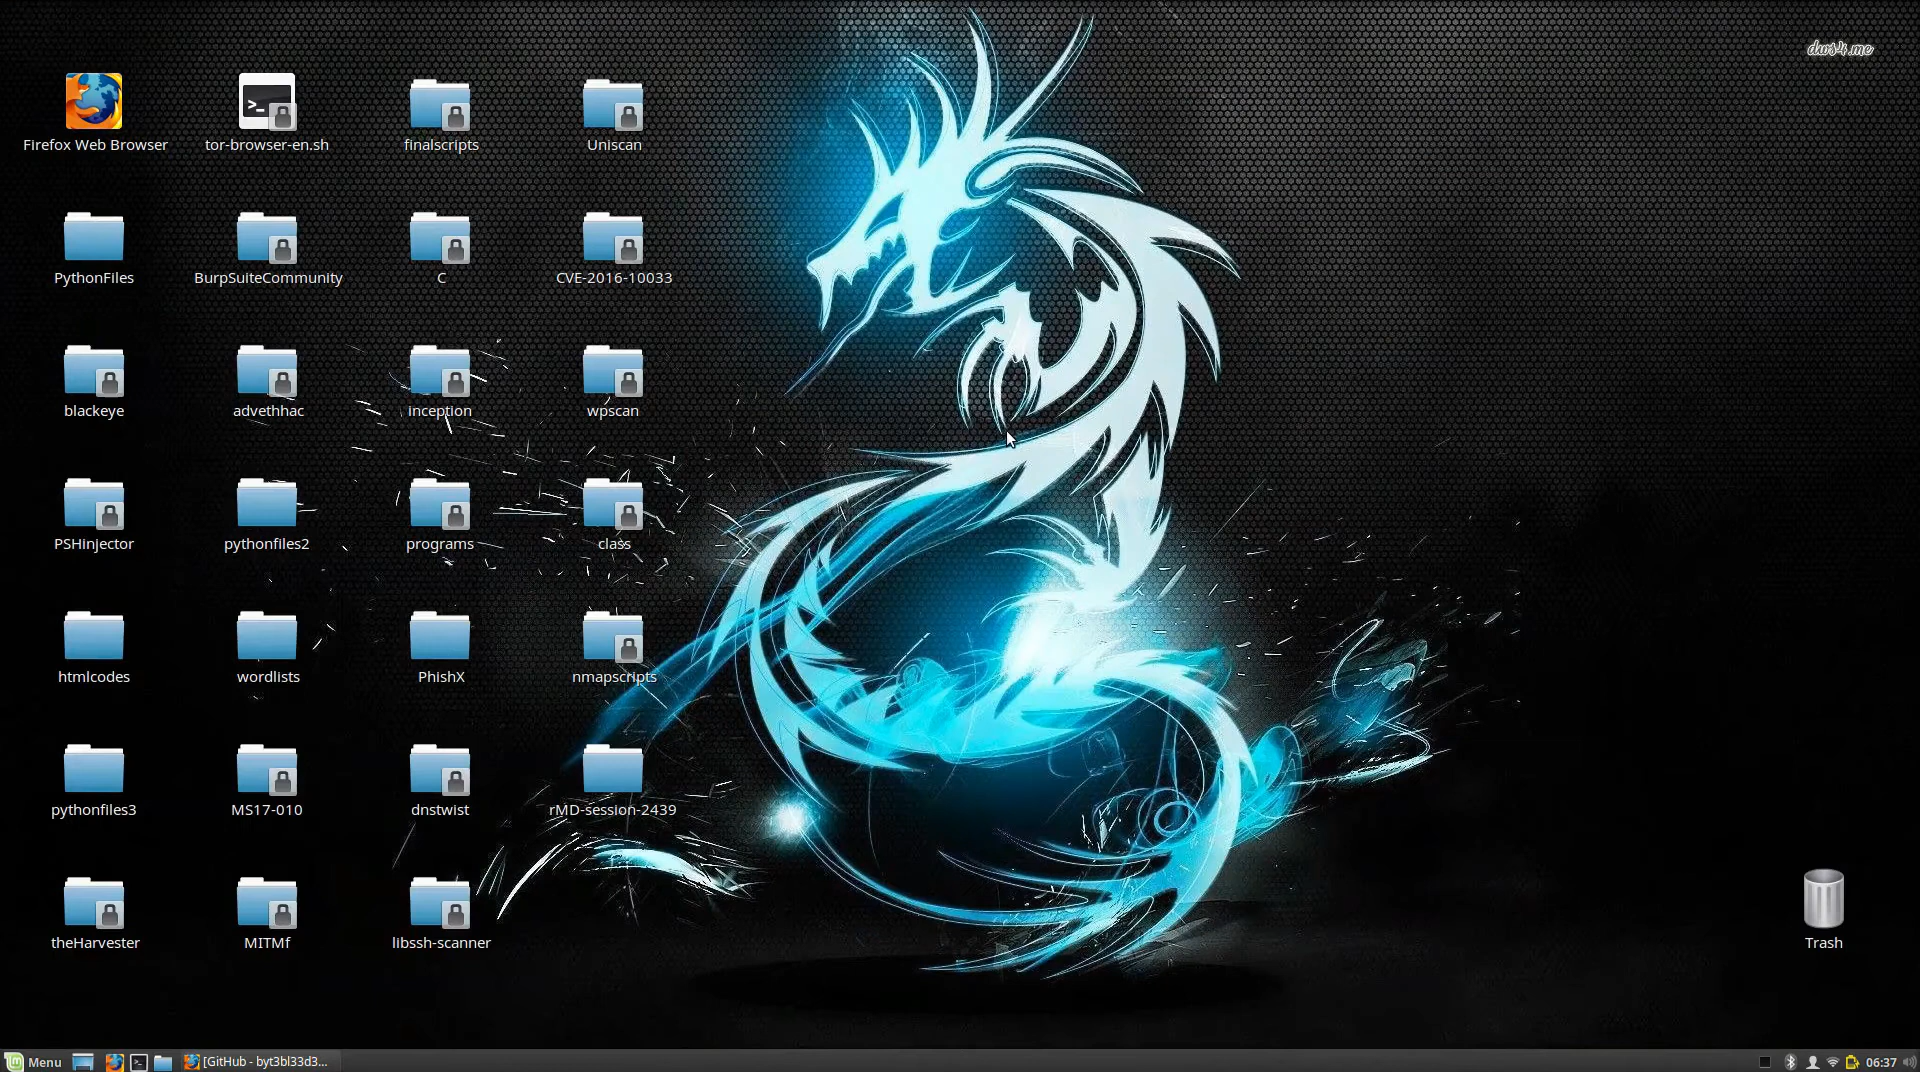 dws4.me
Firefox Web Browser
tor-browser-en.sh
finalscripts
Uniscan
PythonFiles
BurpSuiteCommunity
C
CVE-2016-10033
blackeye
advethhac
inception
wpscan
PSHinjector
pythonfiles2
programs
class
htmlcodes
wordlists
PhishX
nmapscripts
pythonfiles3
MS17-010
dnstwist
rMD-session-2439
theHarvester
MITMf
libssh-scanner
Trash
Menu
[GitHub - byt3bl33d3...
06:37